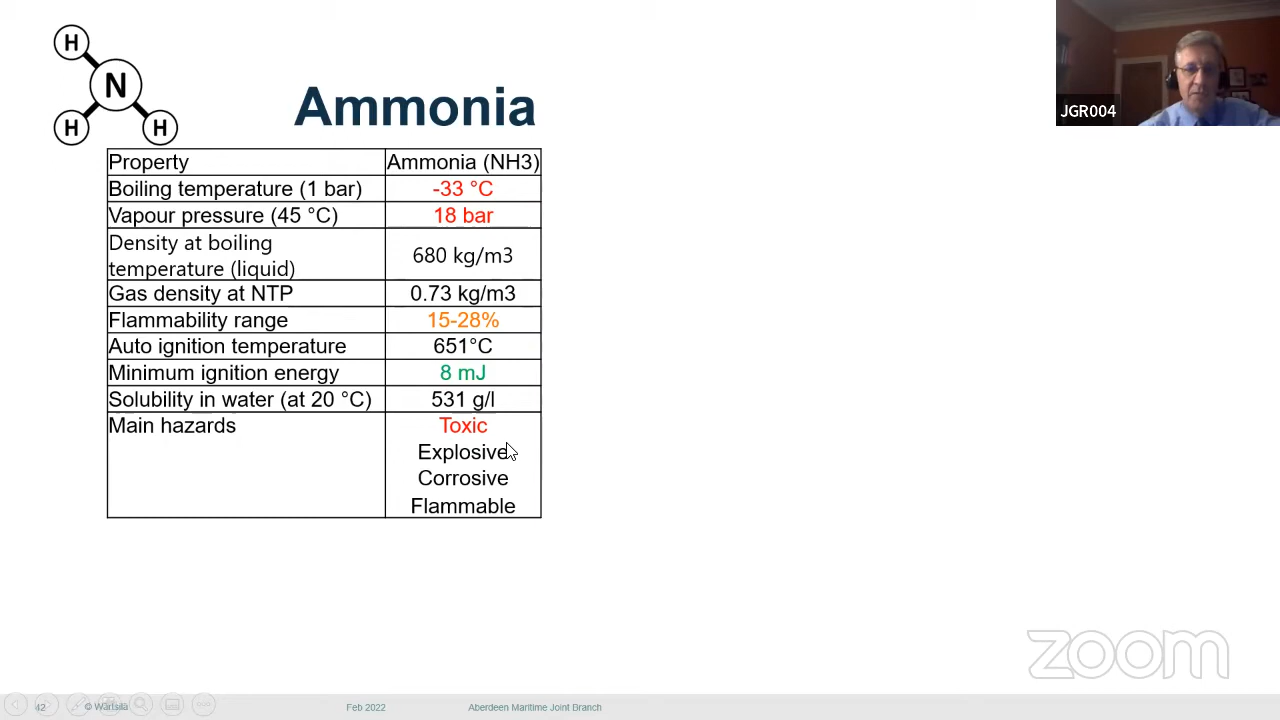 H
N
H
H
Ammonia
JGR004
Property Ammonia (NH3)
Boiling temperature (1 bar) -33 °C
Vapour pressure (45 °C) 18 bar
Density at boiling
temperature (liquid) 680 kg/m3
Gas density at NTP 0.73 kg/m3
Flammability range 15-28%
Auto ignition temperature 651°C
Minimum ignition energy 8 mJ
Solubility in water (at 20 °C) 531 g/l
Main hazards Toxic
Explosive
Corrosive
Flammable
zoom
42 © Wärtsilä Feb 2022 Aberdeen Maritime Joint Branch